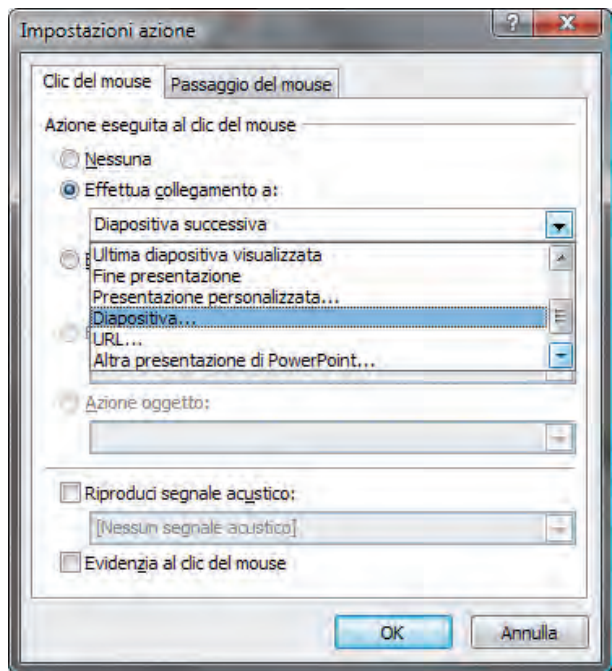 Impostazioni azione
Clic del mouse
Passaggio del mouse
Azione eseguita al clic del mouse
Nessuna
Effettua collegamento a:
Diapositiva successiva
Ultima diapositiva visualizzata
Fine presentazione
Presentazione personalizzata...
Diapositiva...
URL...
Altra presentazione di PowerPoint...
Azione oggetto:
Riproduci segnale acustico:
[Nessun segnale acustico]
Evidenzia al clic del mouse
OK
Annulla